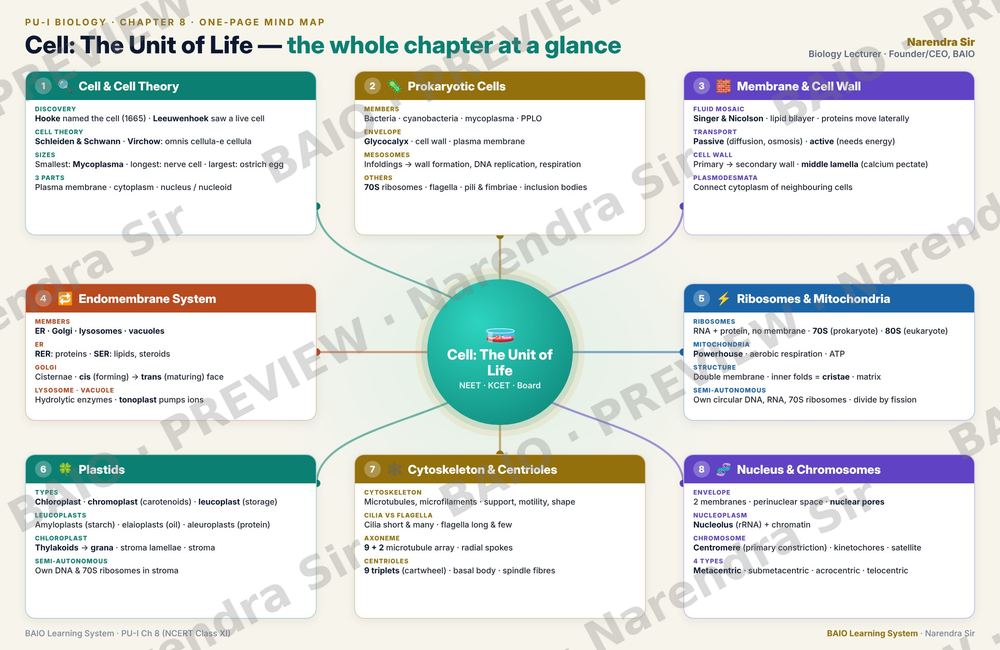 PU-I BIOLOGY · CHAPTER 8 · ONE-PAGE MIND MAP
Cell: The Unit of Life — the whole chapter at a glance
Narendra Sir
Biology Lecturer · Founder/CEO, BAIO
1 Cell & Cell Theory
DISCOVERY
Hooke named the cell (1665) · Leeuwenhoek saw a live cell
CELL THEORY
Schleiden & Schwann · Virchow: omnis cellula-e cellula
SIZES
Smallest: Mycoplasma · longest: nerve cell · largest: ostrich egg
3 PARTS
Plasma membrane · cytoplasm · nucleus / nucleoid
2 Prokaryotic Cells
MEMBERS
Bacteria · cyanobacteria · mycoplasma · PPLO
ENVELOPE
Glycocalyx · cell wall · plasma membrane
MESOSOMES
Infoldings → wall formation, DNA replication, respiration
OTHERS
70S ribosomes · flagella · pili & fimbriae · inclusion bodies
3 Membrane & Cell Wall
FLUID MOSAIC
Singer & Nicolson · lipid bilayer · proteins move laterally
TRANSPORT
Passive (diffusion, osmosis) · active (needs energy)
CELL WALL
Primary → secondary wall · middle lamella (calcium pectate)
PLASMODESMATA
Connect cytoplasm of neighbouring cells
4 Endomembrane System
MEMBERS
ER · Golgi · lysosomes · vacuoles
ER
RER: proteins · SER: lipids, steroids
GOLGI
Cisternae · cis (forming) → trans (maturing) face
LYSOSOME · VACUOLE
Hydrolytic enzymes · tonoplast pumps ions
Cell: The Unit of
Life
NEET · KCET · Board
5 Ribosomes & Mitochondria
RIBOSOMES
RNA + protein, no membrane · 70S (prokaryote) · 80S (eukaryote)
MITOCHONDRIA
Powerhouse · aerobic respiration · ATP
STRUCTURE
Double membrane · inner folds = cristae · matrix
SEMI-AUTONOMOUS
Own circular DNA, RNA, 70S ribosomes · divide by fission
6 Plastids
TYPES
Chloroplast · chromoplast (carotenoids) · leucoplast (storage)
LEUCOPLASTS
Amyloplasts (starch) · elaioplasts (oil) · aleuroplasts (protein)
CHLOROPLAST
Thylakoids → grana · stroma lamellae · stroma
SEMI-AUTONOMOUS
Own DNA & 70S ribosomes in stroma
7 Cytoskeleton & Centrioles
CYTOSKELETON
Microtubules, microfilaments · support, motility, shape
CILIA VS FLAGELLA
Cilia short & many · flagella long & few
AXONEME
9 + 2 microtubule array · radial spokes
CENTRIOLES
9 triplets (cartwheel) · basal body · spindle fibres
8 Nucleus & Chromosomes
ENVELOPE
2 membranes · perinuclear space · nuclear pores
NUCLEOPLASM
Nucleolus (rRNA) + chromatin
CHROMOSOME
Centromere (primary constriction) · kinetochores · satellite
4 TYPES
Metacentric · submetacentric · acrocentric · telocentric
BAIO Learning System · PU-I Ch 8 (NCERT Class XI)
BAIO Learning System · Narendra Sir
BAIO · PREVIEW · Narendra Sir